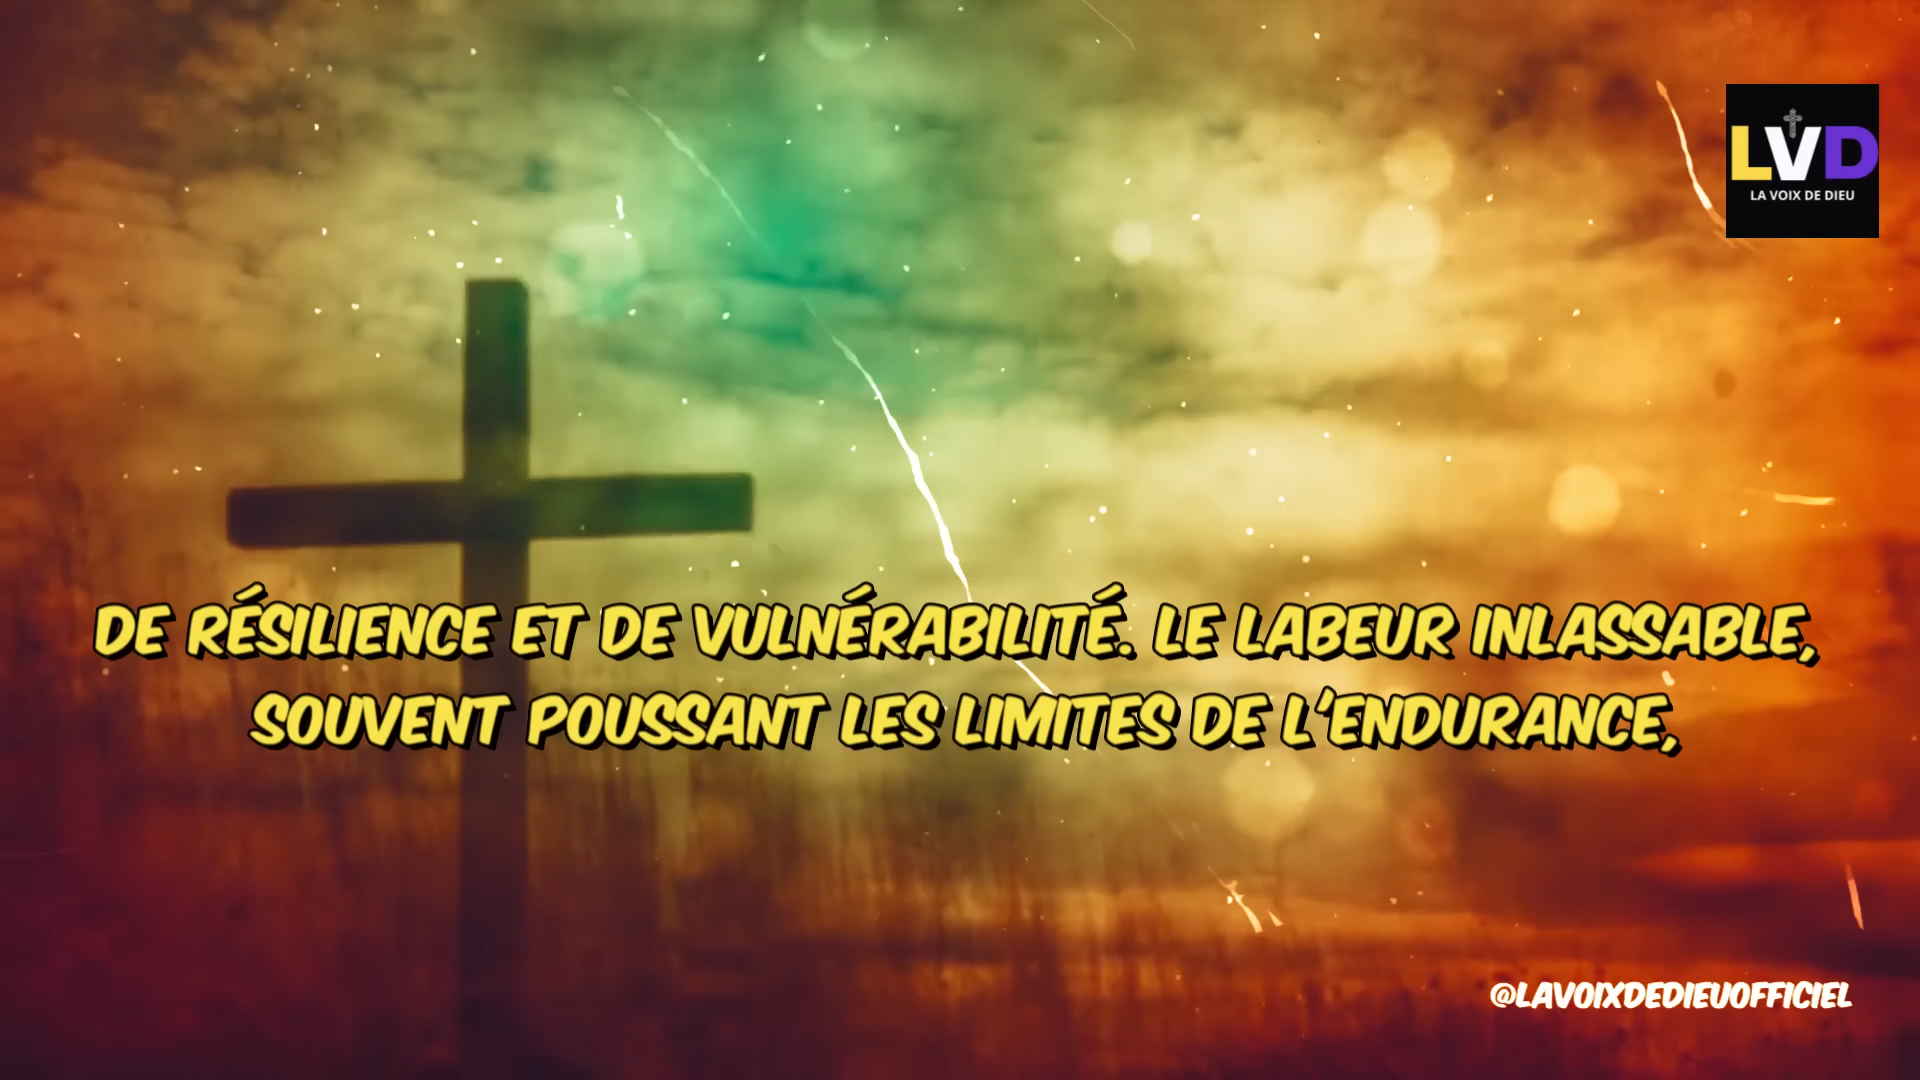 LVD
LA VOIX DE DIEU
DE RÉSILIENCE ET DE VULNÉRABILITÉ. LE LABEUR INLASSABLE,
SOUVENT POUSSANT LES LIMITES DE L'ENDURANCE,
@LAVOIXDEDIEUOFFICIEL